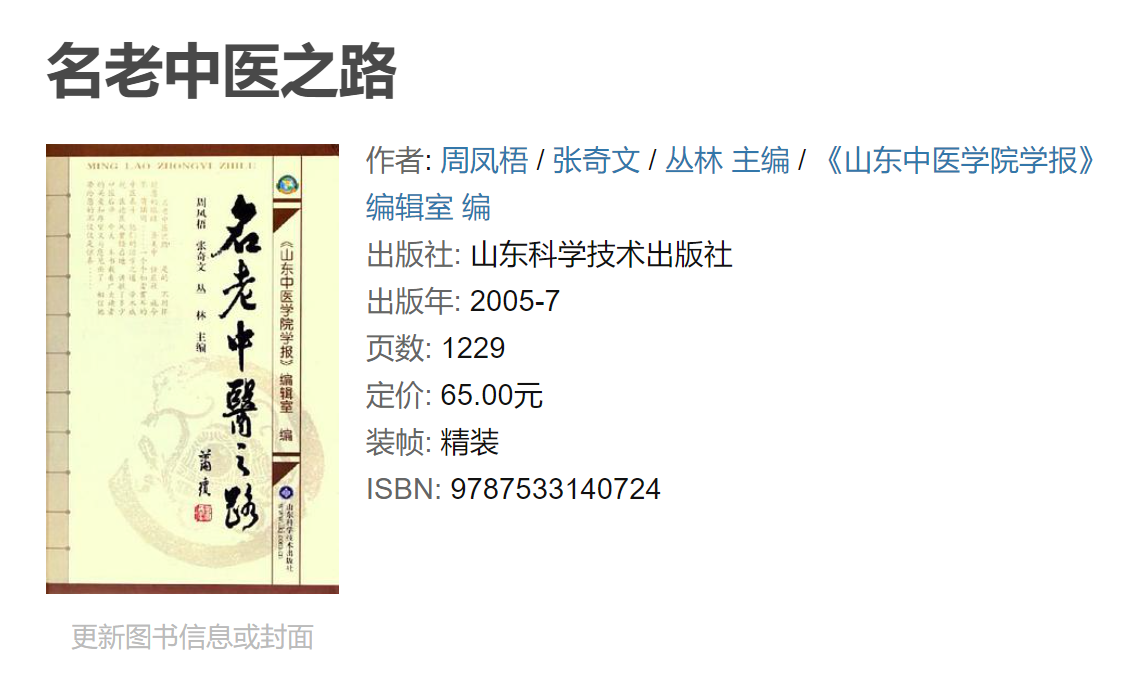 名老中医之路
MING LAO ZHONGYI ZHILU
周凤梧 张奇文 丛 林 主编
名老中醫之路
《山东中医学院学报》编辑室 编
山东科学技术出版社
作者: 周凤梧 / 张奇文 / 丛林 主编 / 《山东中医学院学报》
编辑室 编
出版社: 山东科学技术出版社
出版年: 2005-7
页数: 1229
定价: 65.00元
装帧: 精装
ISBN: 9787533140724
更新图书信息或封面